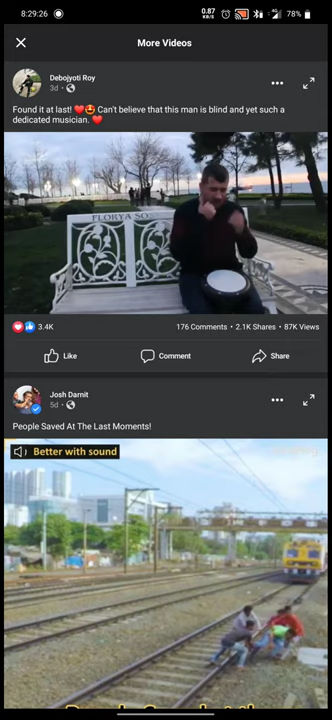 8:29:26
0.87
KB/S
4G
78%
More Videos
Debojyoti Roy
3d ·
Found it at last! ❤️😍 Can't believe that this man is blind and yet such a
dedicated musician. ❤️
FLORYA
3.4K
176 Comments • 2.1K Shares • 87K Views
Like
Comment
Share
Josh Darnit
5d ·
People Saved At The Last Moments!
Better with sound